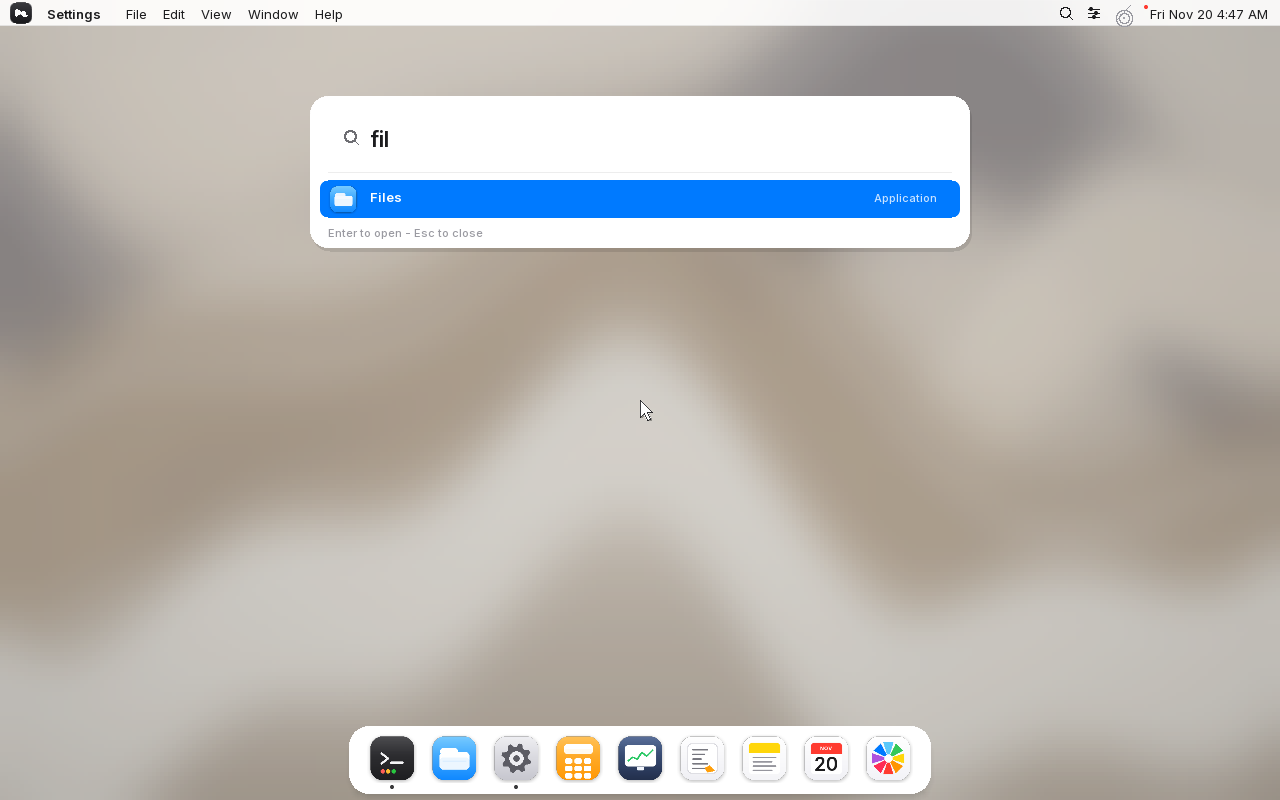 Settings File Edit View Window Help Fri Nov 20 4:47 AM
fil
Files Application
Enter to open - Esc to close
NOV
20